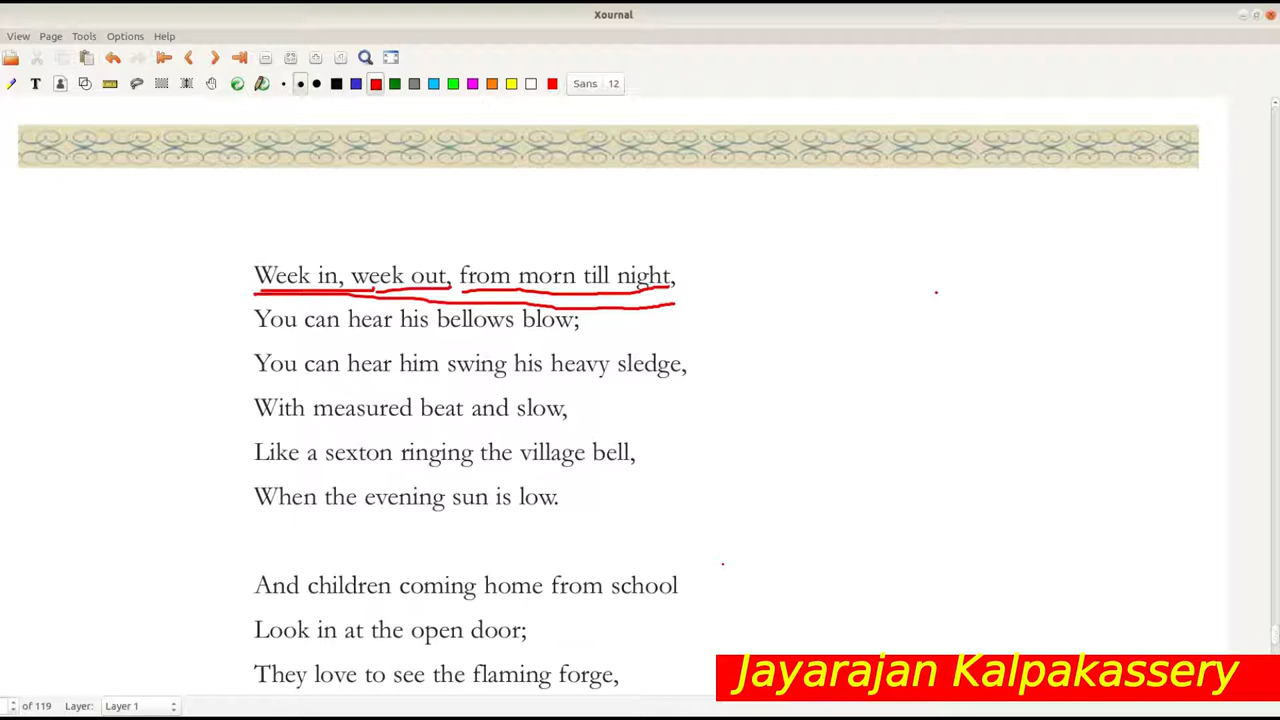 Xournal
View Page Tools Options Help
Sans 12
Week in, week out, from morn till night,
You can hear his bellows blow;
You can hear him swing his heavy sledge,
With measured beat and slow,
Like a sexton ringing the village bell,
When the evening sun is low.
And children coming home from school
Look in at the open door;
They love to see the flaming forge,
Jayarajan Kalpakassery
of 119 Layer: Layer 1